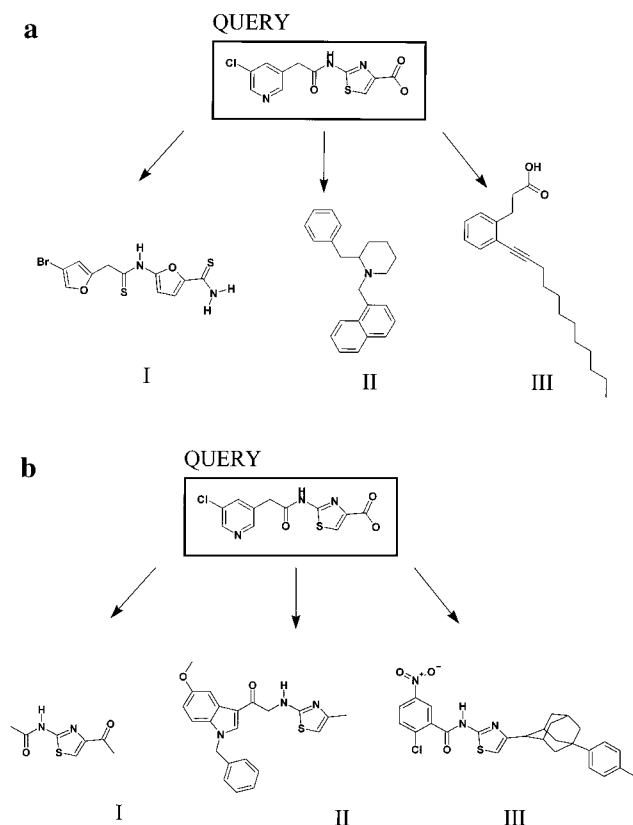 a
QUERY
Cl N O H N S N O O
Br O S H N O S N H H
I
N
II
OH O
III
b
QUERY
Cl N O H N S N O O
O H N S N O
I
O N O H N S N
II
N+ O O− Cl O H N S N
III